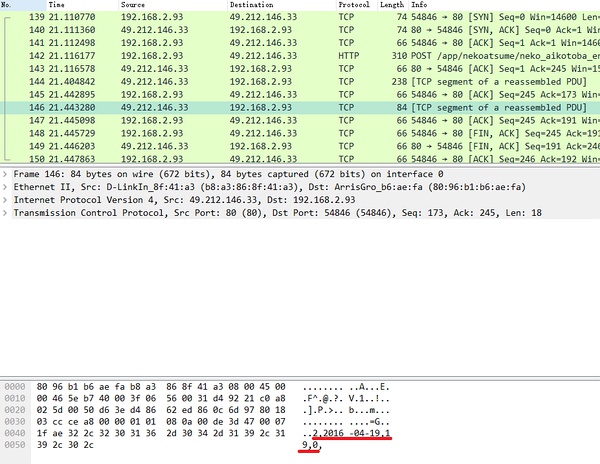 No. Time Source Destination Protocol Length Info
139 21.110770 192.168.2.93 49.212.146.33 TCP 74 54846 → 80 [SYN] Seq=0 Win=14600 Len=
140 21.111360 49.212.146.33 192.168.2.93 TCP 74 80 → 54846 [SYN, ACK] Seq=0 Ack=1 Wi
141 21.112498 192.168.2.93 49.212.146.33 TCP 66 54846 → 80 [ACK] Seq=1 Ack=1 Win=146
142 21.116177 192.168.2.93 49.212.146.33 HTTP 310 POST /app/nekoatsume/neko_aikotoba_en
143 21.116578 49.212.146.33 192.168.2.93 TCP 66 80 → 54846 [ACK] Seq=1 Ack=245 Win=15
144 21.404842 49.212.146.33 192.168.2.93 TCP 238 [TCP segment of a reassembled PDU]
145 21.442895 192.168.2.93 49.212.146.33 TCP 66 54846 → 80 [ACK] Seq=245 Ack=173 Win=
146 21.443280 49.212.146.33 192.168.2.93 TCP 84 [TCP segment of a reassembled PDU]
147 21.445098 192.168.2.93 49.212.146.33 TCP 66 54846 → 80 [ACK] Seq=245 Ack=191 Win=
148 21.445729 192.168.2.93 49.212.146.33 TCP 66 54846 → 80 [FIN, ACK] Seq=245 Ack=191
149 21.446203 49.212.146.33 192.168.2.93 TCP 66 80 → 54846 [FIN, ACK] Seq=191 Ack=246
150 21.447863 192.168.2.93 49.212.146.33 TCP 66 54846 → 80 [ACK] Seq=246 Ack=192 Win=
Frame 146: 84 bytes on wire (672 bits), 84 bytes captured (672 bits) on interface 0
Ethernet II, Src: D-LinkIn_8f:41:a3 (b8:a3:86:8f:41:a3), Dst: ArrisGro_b6:ae:fa (80:96:b1:b6:ae:fa)
Internet Protocol Version 4, Src: 49.212.146.33, Dst: 192.168.2.93
Transmission Control Protocol, Src Port: 80 (80), Dst Port: 54846 (54846), Seq: 173, Ack: 245, Len: 18
0000 80 96 b1 b6 ae fa b8 a3 86 8f 41 a3 08 00 45 00 ........ ..A...E.
0010 00 46 5e b7 40 00 3f 06 56 00 31 d4 92 21 c0 a8 .F^.@.?. V.1..!..
0020 02 5d 00 50 d6 3e d4 86 62 ed 86 0c 6d 97 80 18 .].P.>.. b...m...
0030 03 cc ce a8 00 00 01 01 08 0a 00 de 3d 47 00 07 ........ ....=G..
0040 1f ae 32 2c 32 30 31 36 2d 30 34 2d 31 39 2c 31 ..2,2016 -04-19,1
0050 39 2c 30 2c 9,0,